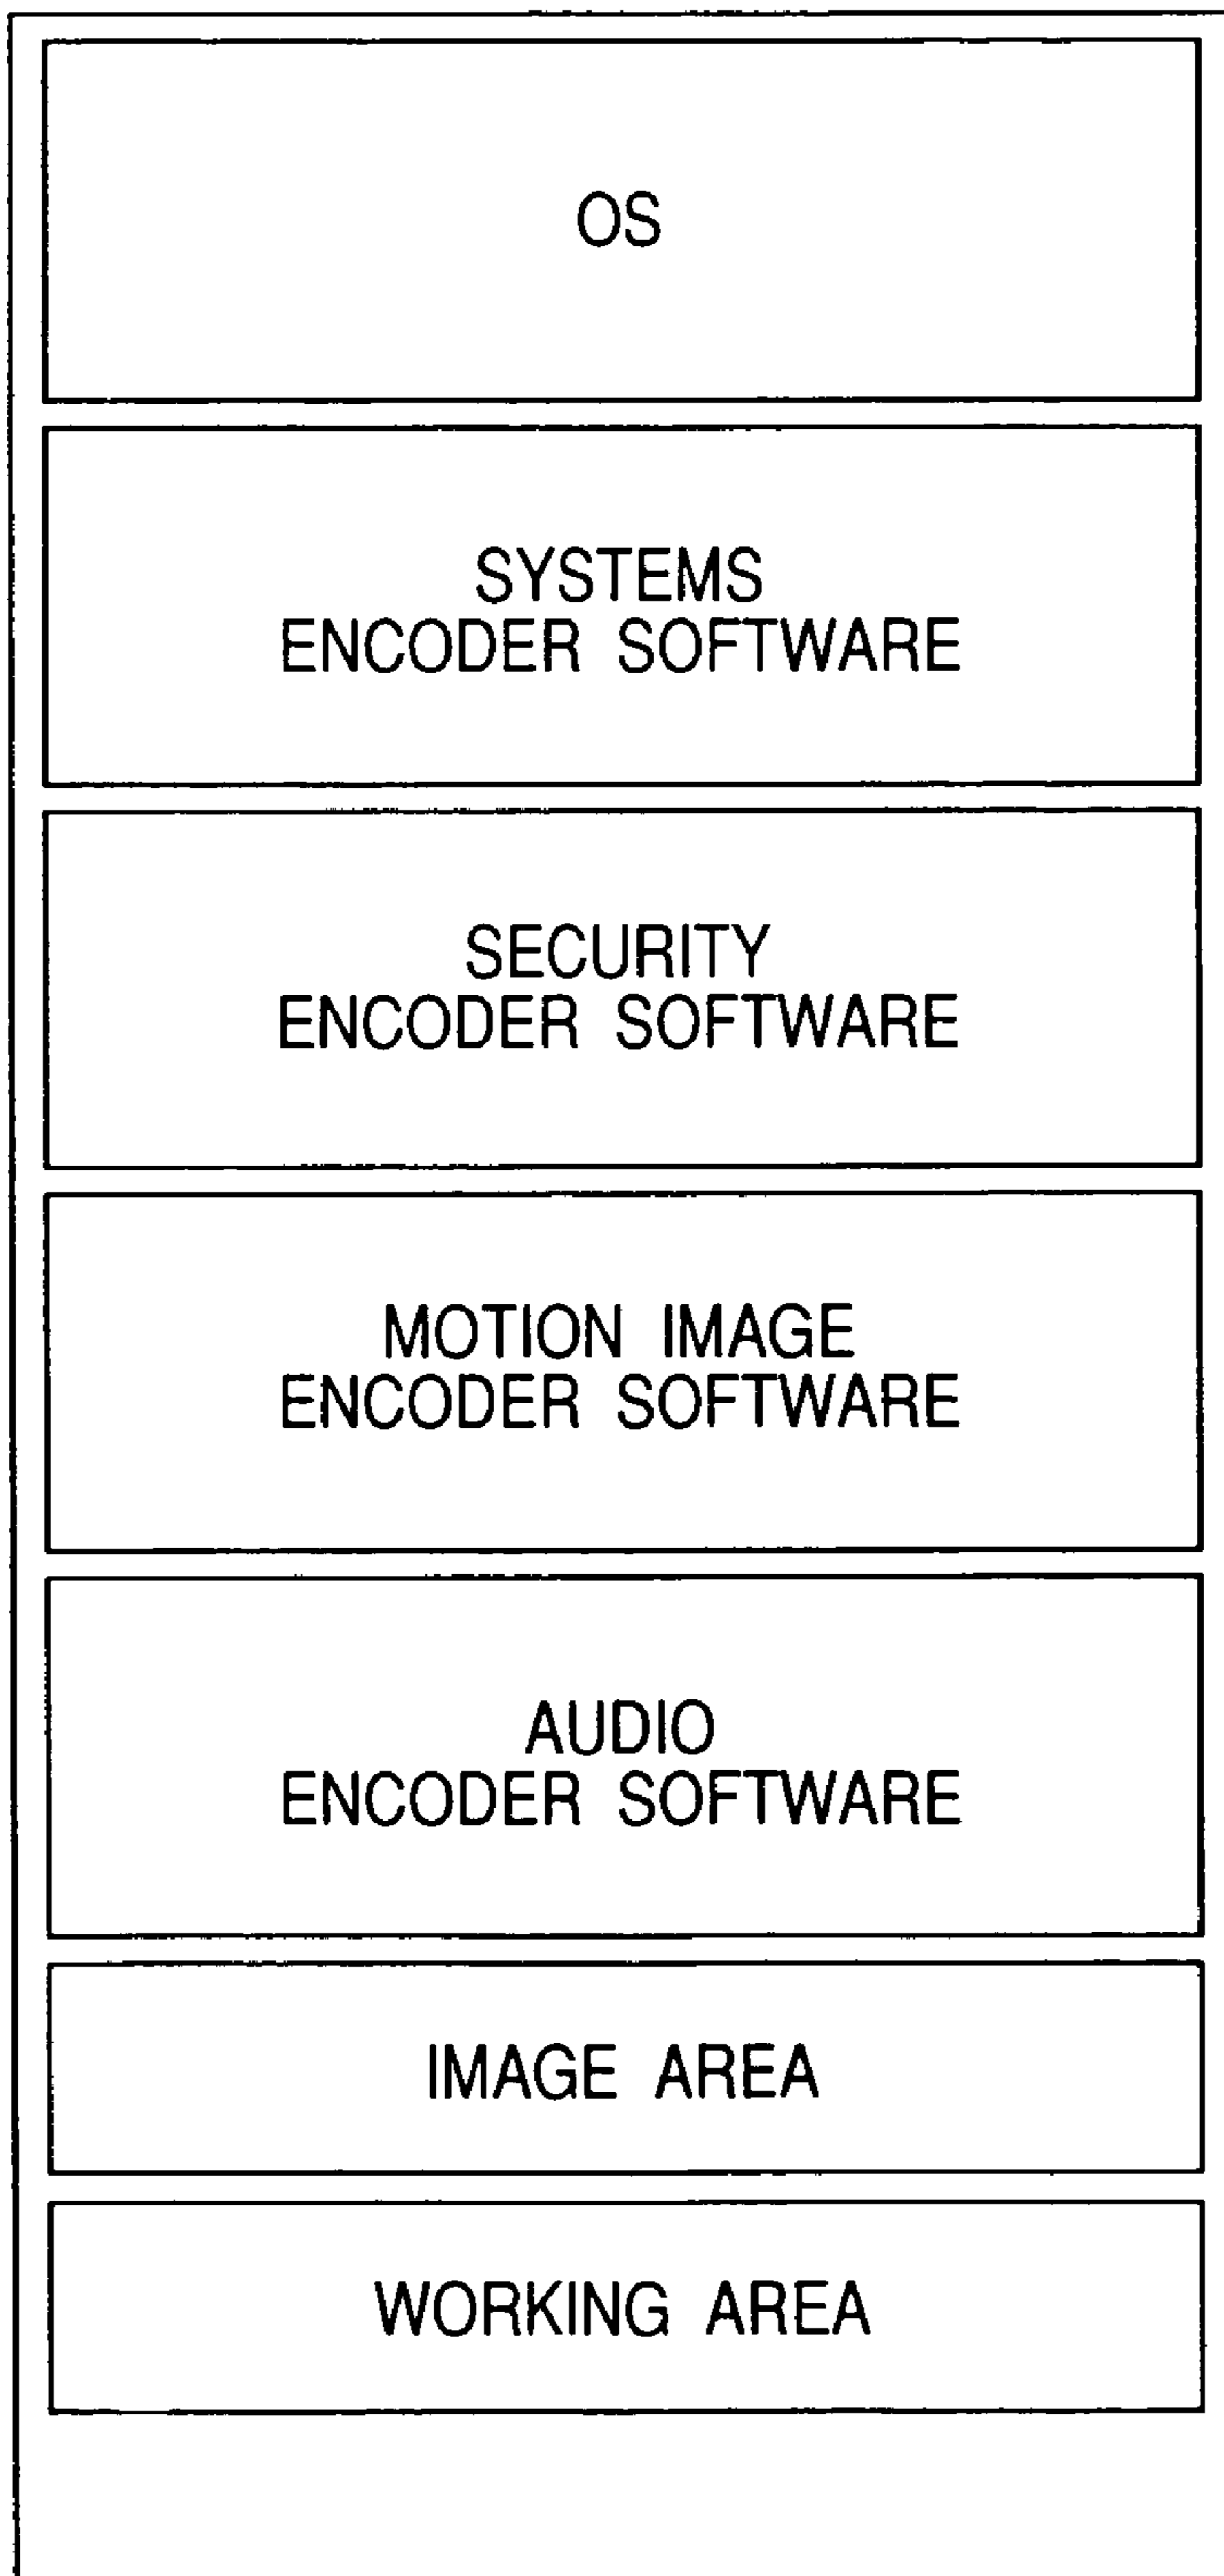 OS
SYSTEMS
ENCODER SOFTWARE
SECURITY
ENCODER SOFTWARE
MOTION IMAGE
ENCODER SOFTWARE
AUDIO
ENCODER SOFTWARE
IMAGE AREA
WORKING AREA